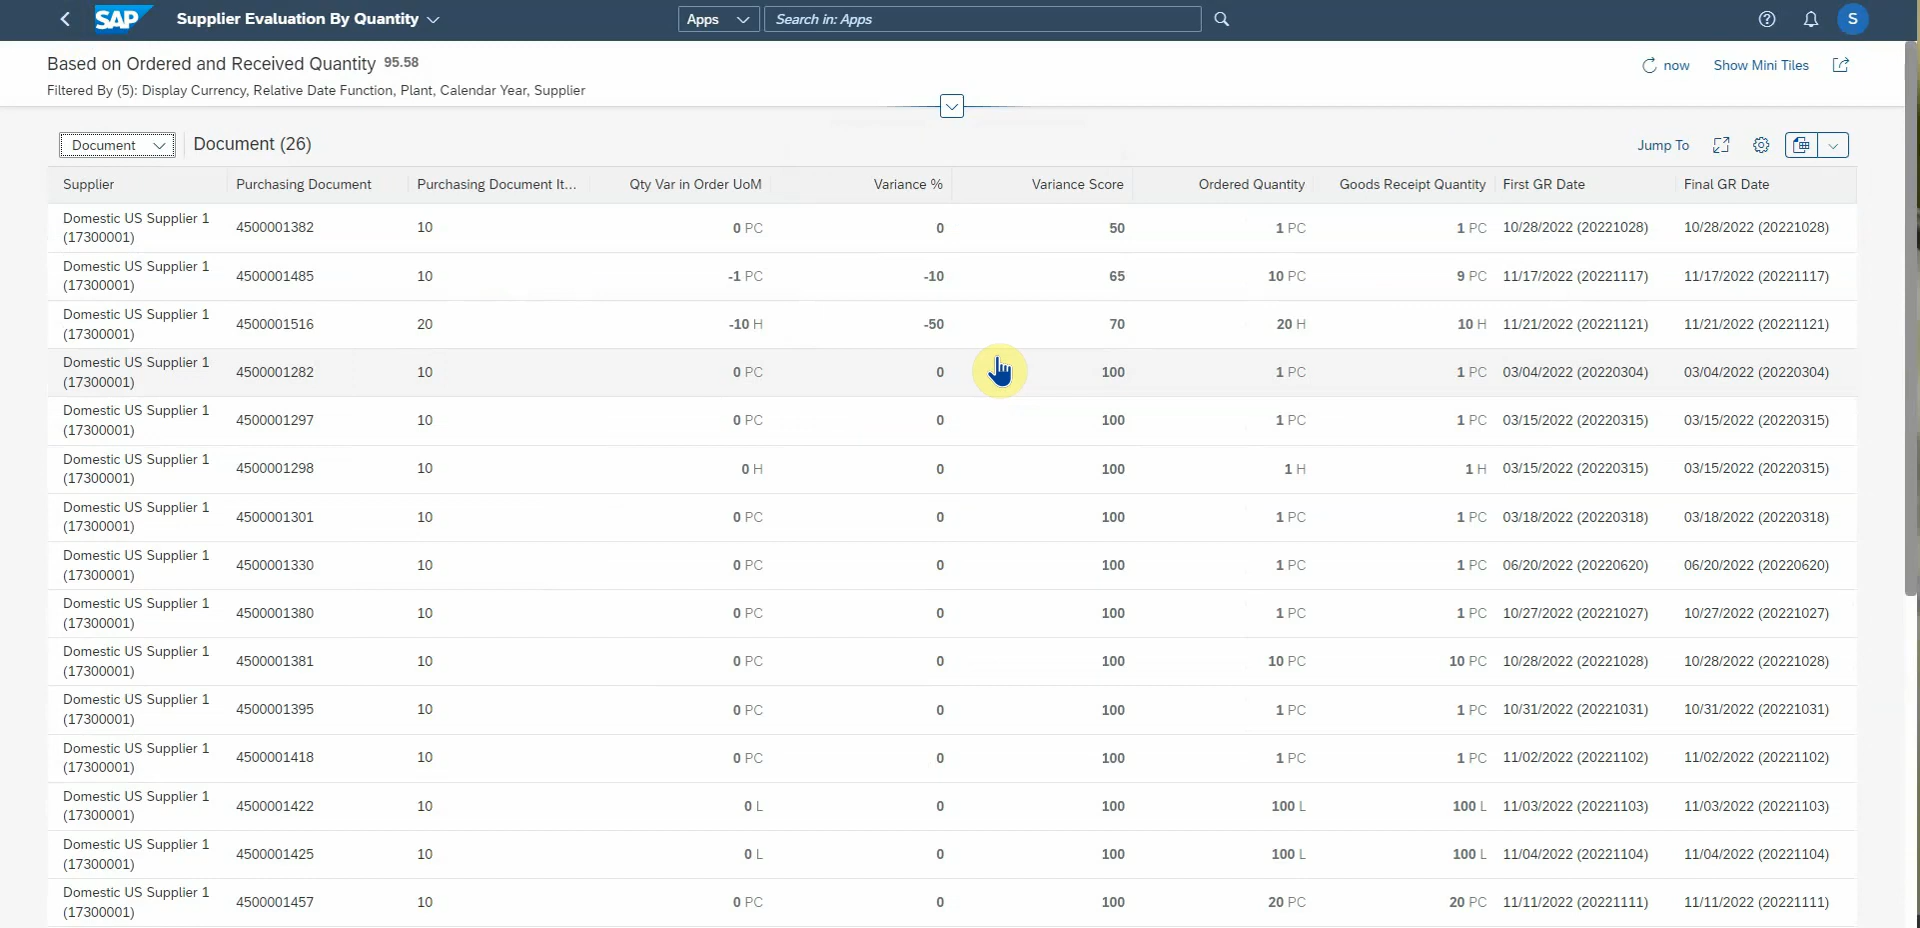 SAP Supplier Evaluation By Quantity Apps Search in: Apps S
Based on Ordered and Received Quantity 95.58
now Show Mini Tiles
Filtered By (5): Display Currency, Relative Date Function, Plant, Calendar Year, Supplier
Document Document (26) Jump To
Supplier Purchasing Document Purchasing Document It... Qty Var in Order UoM Variance % Variance Score Ordered Quantity Goods Receipt Quantity First GR Date Final GR Date
Domestic US Supplier 1
(17300001) 4500001382 10 0 PC 0 50 1 PC 1 PC 10/28/2022 (20221028) 10/28/2022 (20221028)
Domestic US Supplier 1
(17300001) 4500001485 10 -1 PC -10 65 10 PC 9 PC 11/17/2022 (20221117) 11/17/2022 (20221117)
Domestic US Supplier 1
(17300001) 4500001516 20 -10 H -50 70 20 H 10 H 11/21/2022 (20221121) 11/21/2022 (20221121)
Domestic US Supplier 1
(17300001) 4500001282 10 0 PC 0 100 1 PC 1 PC 03/04/2022 (20220304) 03/04/2022 (20220304)
Domestic US Supplier 1
(17300001) 4500001297 10 0 PC 0 100 1 PC 1 PC 03/15/2022 (20220315) 03/15/2022 (20220315)
Domestic US Supplier 1
(17300001) 4500001298 10 0 H 0 100 1 H 1 H 03/15/2022 (20220315) 03/15/2022 (20220315)
Domestic US Supplier 1
(17300001) 4500001301 10 0 PC 0 100 1 PC 1 PC 03/18/2022 (20220318) 03/18/2022 (20220318)
Domestic US Supplier 1
(17300001) 4500001330 10 0 PC 0 100 1 PC 1 PC 06/20/2022 (20220620) 06/20/2022 (20220620)
Domestic US Supplier 1
(17300001) 4500001380 10 0 PC 0 100 1 PC 1 PC 10/27/2022 (20221027) 10/27/2022 (20221027)
Domestic US Supplier 1
(17300001) 4500001381 10 0 PC 0 100 10 PC 10 PC 10/28/2022 (20221028) 10/28/2022 (20221028)
Domestic US Supplier 1
(17300001) 4500001395 10 0 PC 0 100 1 PC 1 PC 10/31/2022 (20221031) 10/31/2022 (20221031)
Domestic US Supplier 1
(17300001) 4500001418 10 0 PC 0 100 1 PC 1 PC 11/02/2022 (20221102) 11/02/2022 (20221102)
Domestic US Supplier 1
(17300001) 4500001422 10 0 L 0 100 100 L 100 L 11/03/2022 (20221103) 11/03/2022 (20221103)
Domestic US Supplier 1
(17300001) 4500001425 10 0 L 0 100 100 L 100 L 11/04/2022 (20221104) 11/04/2022 (20221104)
Domestic US Supplier 1
(17300001) 4500001457 10 0 PC 0 100 20 PC 20 PC 11/11/2022 (20221111) 11/11/2022 (20221111)